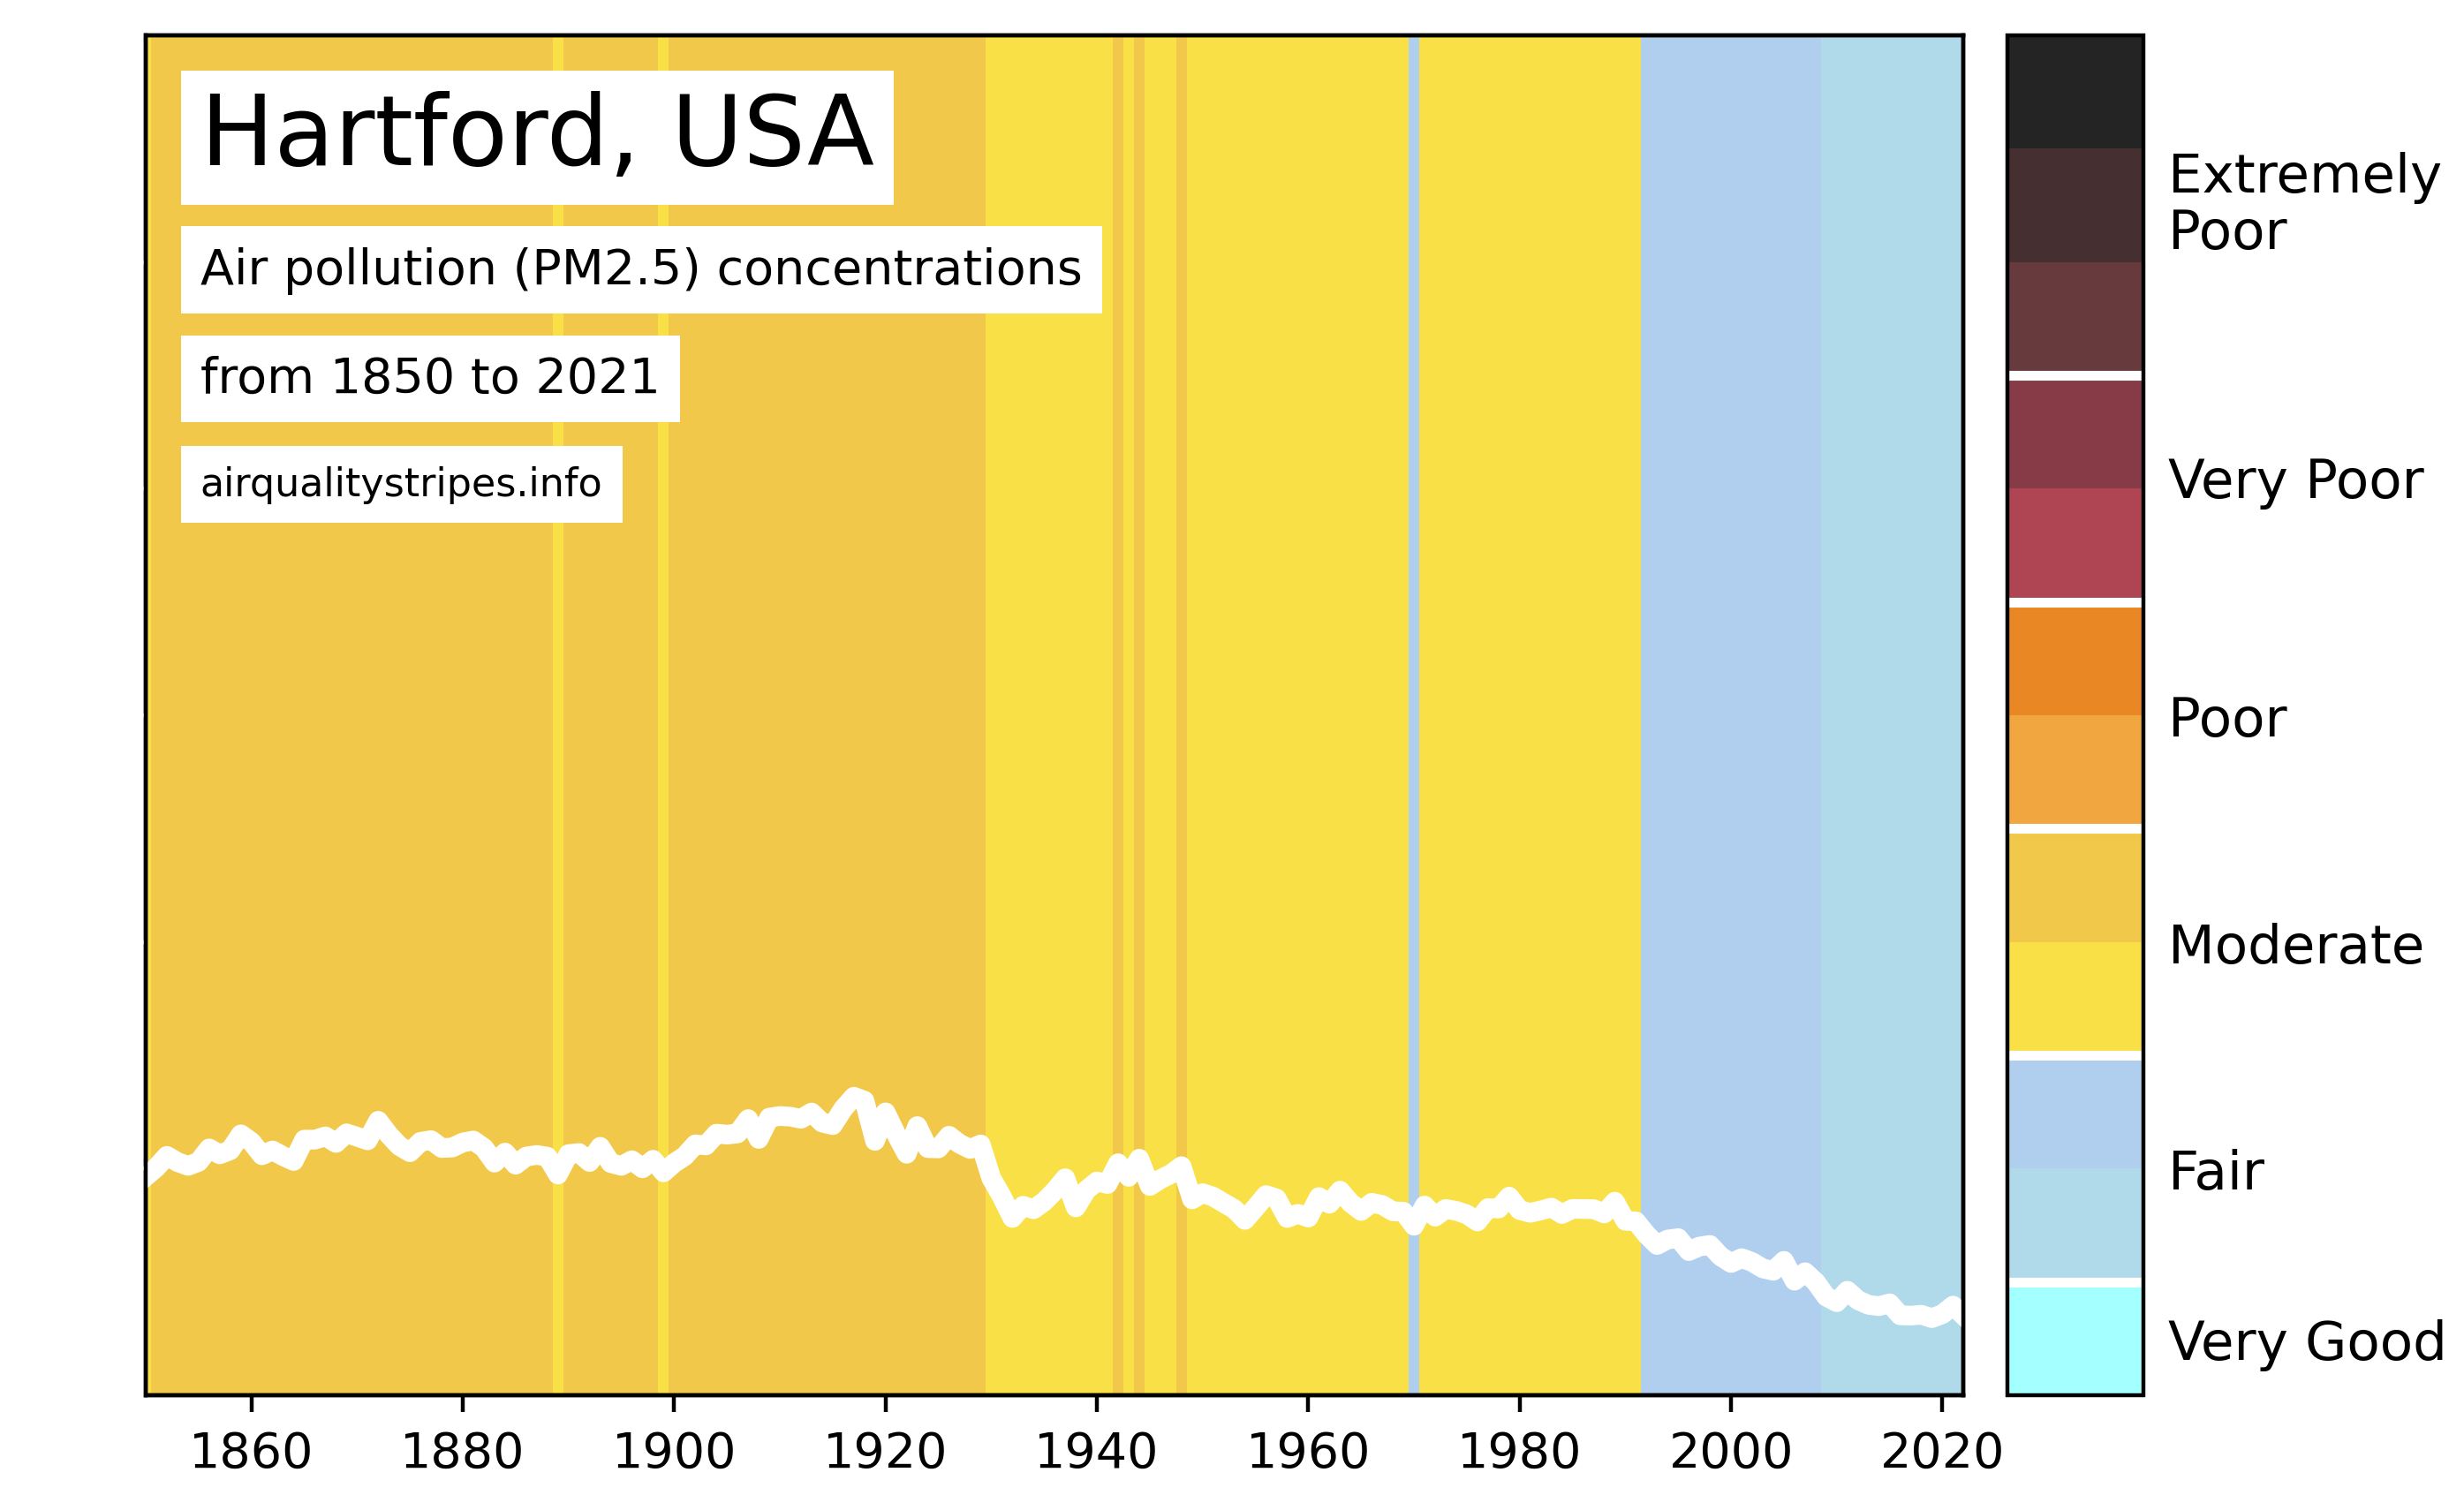 Hartford, USA
Air pollution (PM2.5) concentrations
from 1850 to 2021
airqualitystripes.info
Extremely
Poor
Very Poor
Poor
Moderate
Fair
Very Good
1860 1880 1900 1920 1940 1960 1980 2000 2020